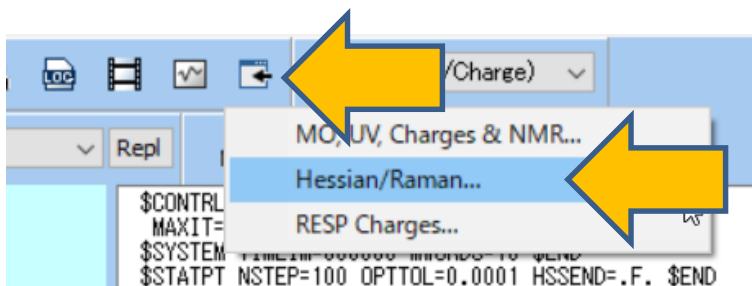 LOG
/Charge)
Repl
MO, UV, Charges & NMR...
Hessian/Raman...
RESP Charges...
$CONTRL
MAXIT=
$SYSTEM
$STATPT NSTEP=100 OPTTOL=0.0001 HSSEND=.F. $END